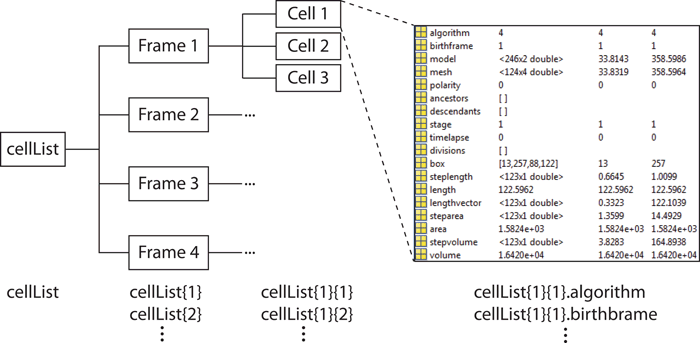 cellList
Frame 1
Frame 2
Frame 3
Frame 4
...
...
...
Cell 1
Cell 2
Cell 3
algorithm 4 4 4
birthframe 1 1 1
model <246x2 double> 33.8143 358.5986
mesh <124x4 double> 33.8319 358.5964
polarity 0 0 0
ancestors [ ]
descendants [ ]
stage 1 1 1
timelapse 0 0 0
divisions [ ]
box [13,257,88,122] 13 257
steplength <123x1 double> 0.6645 1.0099
length 122.5962 122.5962 122.5962
lengthvector <123x1 double> 0.3323 122.1039
steparea <123x1 double> 1.3599 14.4929
area 1.5824e+03 1.5824e+03 1.5824e+03
stepvolume <123x1 double> 3.8283 164.8938
volume 1.6420e+04 1.6420e+04 1.6420e+04
cellList cellList{1} cellList{1}{1} cellList{1}{1}.algorithm
cellList{2} cellList{1}{2} cellList{1}{1}.birthbrame
⋮ ⋮ ⋮